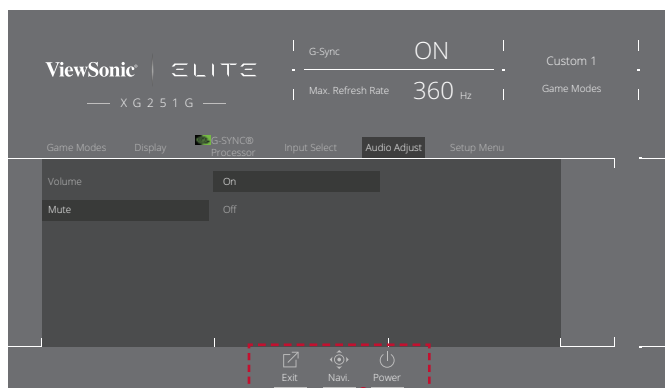 ViewSonic® ELITE
XG251G
G-Sync ON
Max. Refresh Rate 360 Hz
Custom 1
Game Modes
Game Modes Display G-SYNC® Processor Input Select Audio Adjust Setup Menu
Volume On
Mute Off
Exit Navi. Power